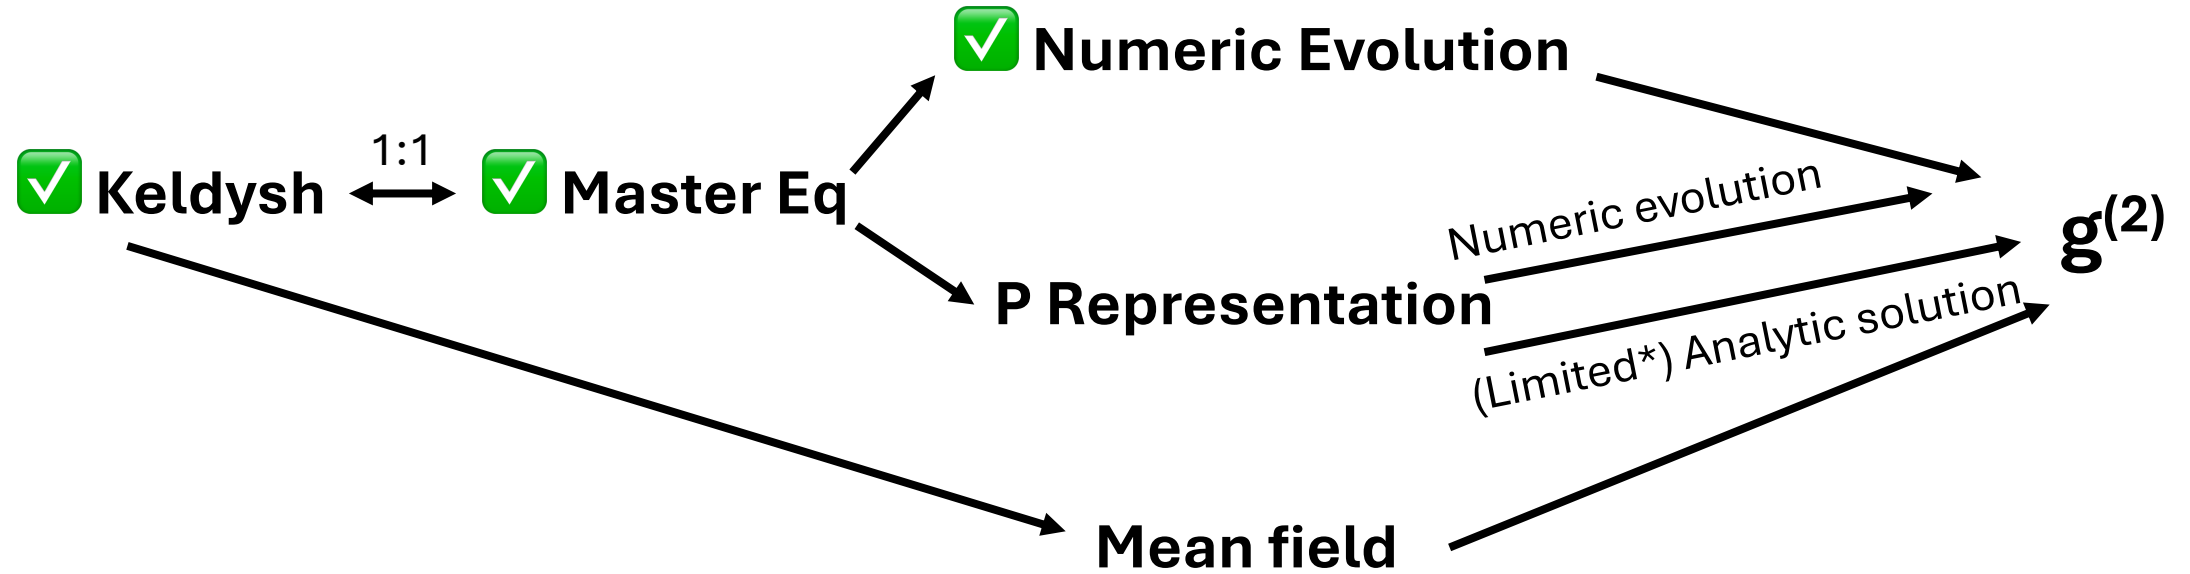 ✅ Numeric Evolution
1:1
✅ Keldysh
✅ Master Eq
Numeric evolution
g(2)
P Representation
(Limited*) Analytic solution
Mean field